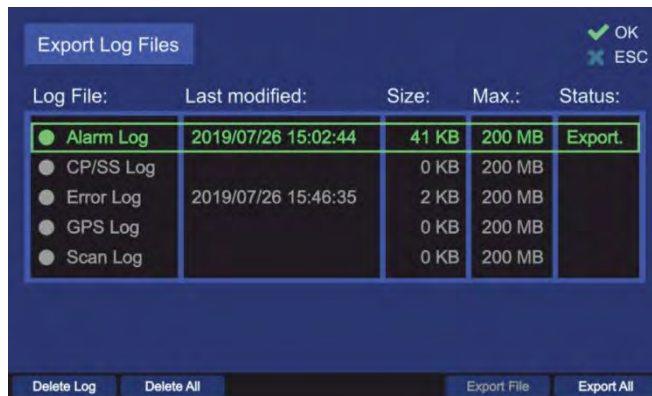 Export Log Files
OK
ESC
Log File: Last modified: Size: Max.: Status:
Alarm Log 2019/07/26 15:02:44 41 KB 200 MB Export.
CP/SS Log 0 KB 200 MB
Error Log 2019/07/26 15:46:35 2 KB 200 MB
GPS Log 0 KB 200 MB
Scan Log 0 KB 200 MB
Delete Log Delete All Export File Export All